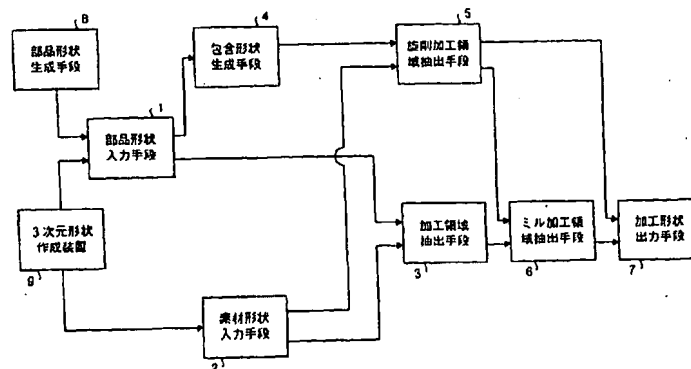 8
部品形状
生成手段
4
包含形状
生成手段
5
旋削加工領
域抽出手段
1
部品形状
入力手段
3次元形状
作成装置
9
加工領域
抽出手段
3
ミル加工領
域抽出手段
6
加工形状
出力手段
7
素材形状
入力手段
2